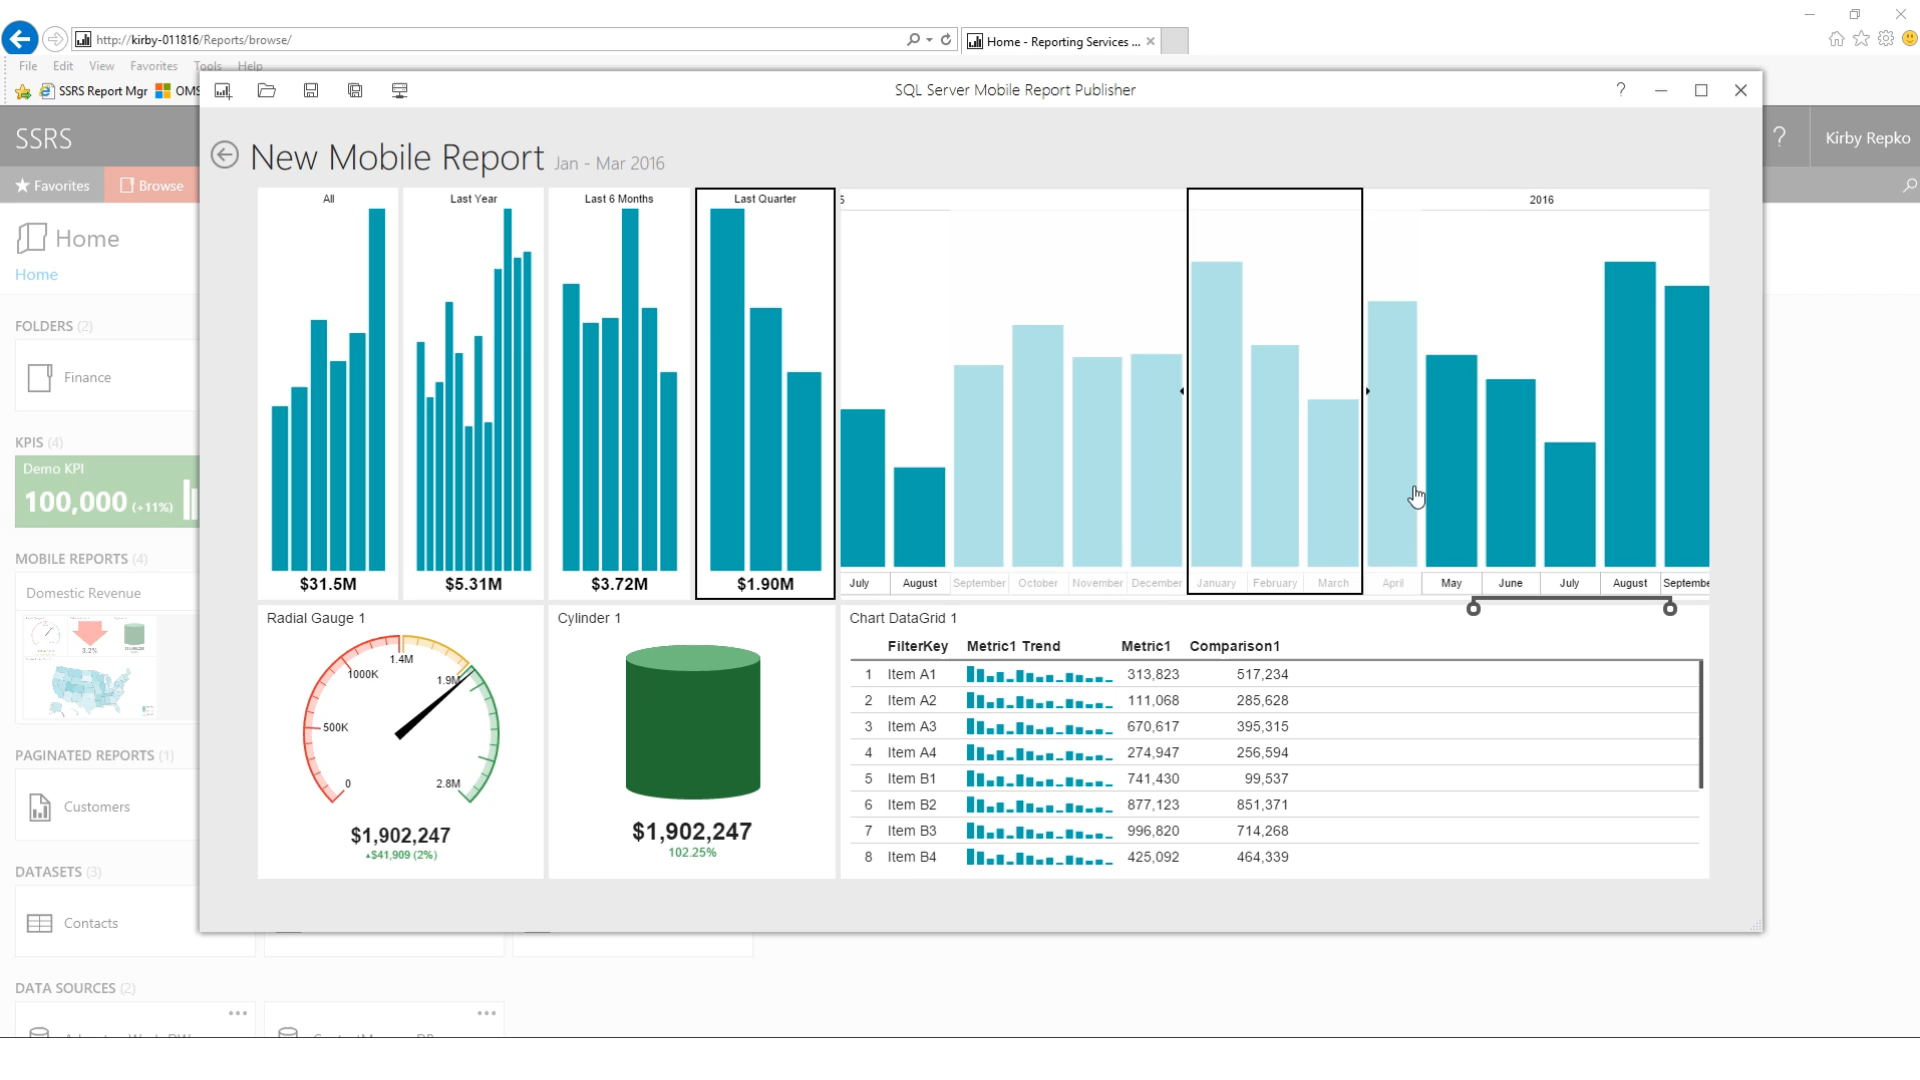 http://kirby-011816/Reports/browse/
Home - Reporting Services ...
File Edit View Favorites Tools Help
SSRS Report Mgr
OMS
SQL Server Mobile Report Publisher
?
SSRS
?
Kirby Repko
Favorites
Browse
New Mobile Report Jan - Mar 2016
Home
Home
All
Last Year
Last 6 Months
Last Quarter
5
2016
$31.5M
$5.31M
$3.72M
$1.90M
July August September October November December January February March April May June July August Septembe
FOLDERS (2)
Finance
KPIS (4)
Demo KPI
100,000 (+11%)
MOBILE REPORTS (4)
Domestic Revenue
3.2%
PAGINATED REPORTS (1)
Customers
DATASETS (3)
Contacts
DATA SOURCES (2)
Radial Gauge 1
0
500K
1000K
1.4M
1.9M
2.8M
$1,902,247
$41,909 (2%)
Cylinder 1
$1,902,247
102.25%
Chart DataGrid 1
FilterKey Metric1 Trend Metric1 Comparison1
1 Item A1 313,823 517,234
2 Item A2 111,068 285,628
3 Item A3 670,617 395,315
4 Item A4 274,947 256,594
5 Item B1 741,430 99,537
6 Item B2 877,123 851,371
7 Item B3 996,820 714,268
8 Item B4 425,092 464,339